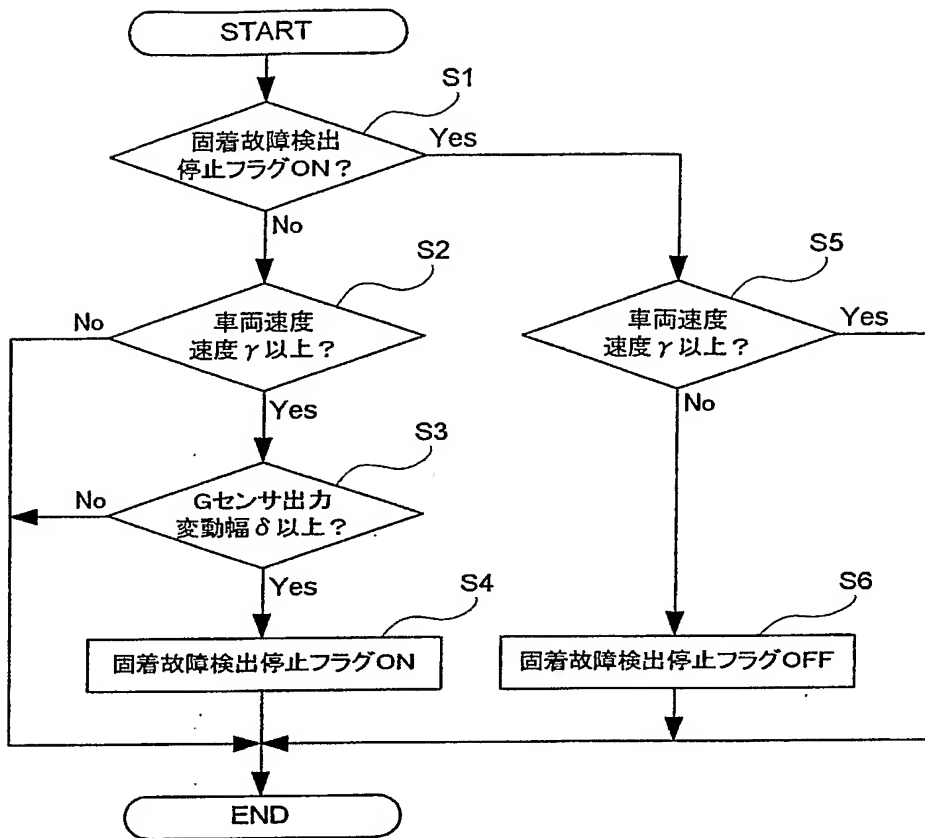 START
S1
固着故障検出
停止フラグON？
Yes
No
S2
車両速度
速度γ以上？
No
Yes
S3
Gセンサ出力
変動幅δ以上？
No
Yes
S4
固着故障検出停止フラグON
S5
車両速度
速度γ以上？
Yes
No
S6
固着故障検出停止フラグOFF
END